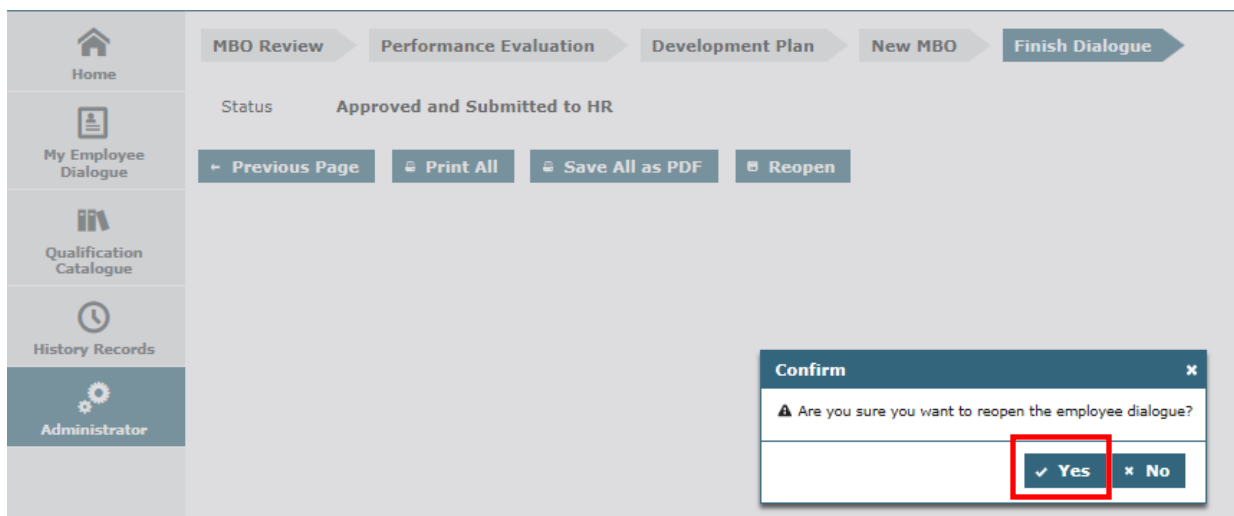 Home
My Employee
Dialogue
Qualification
Catalogue
History Records
Administrator
MBO Review
Performance Evaluation
Development Plan
New MBO
Finish Dialogue
Status
Approved and Submitted to HR
Previous Page
Print All
Save All as PDF
Reopen
Confirm
Are you sure you want to reopen the employee dialogue?
Yes
No